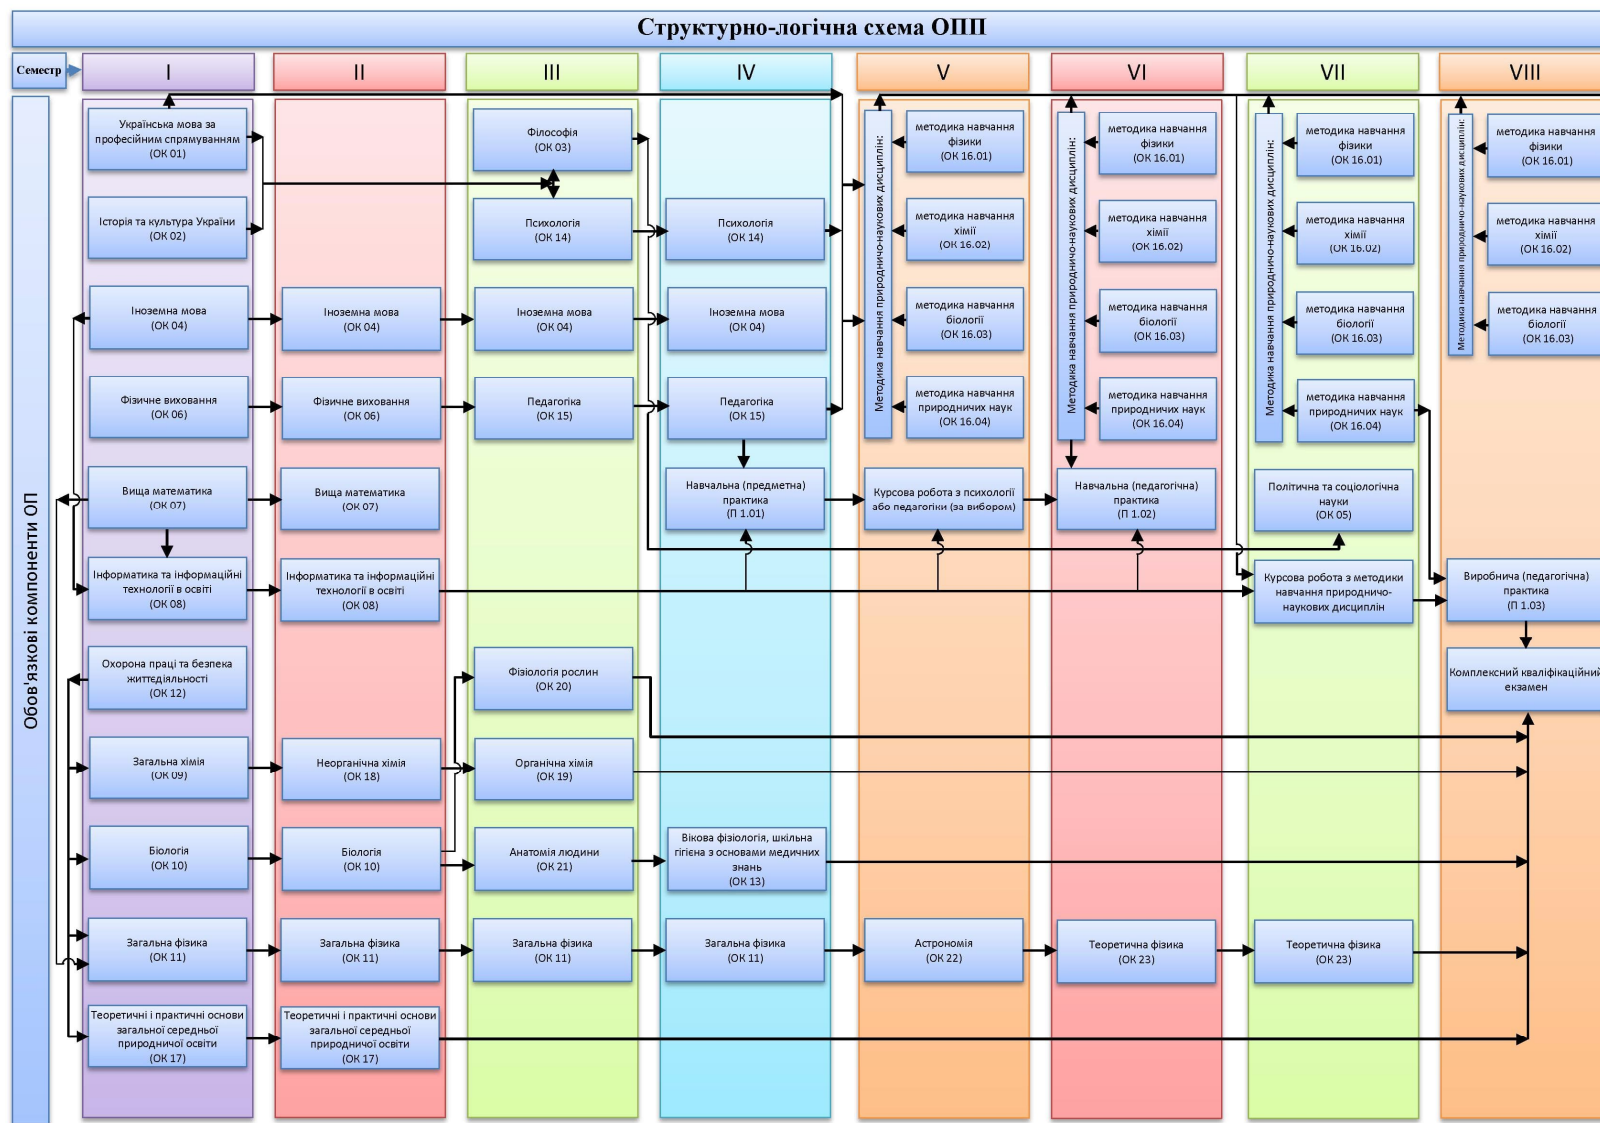 Структурно-логічна схема ОПП
Семестр
I
II
III
IV
V
VI
VII
VIII
Обов'язкові компоненти ОП
Українська мова за
професійним спрямуванням
(ОК 01)
Історія та культура України
(ОК 02)
Іноземна мова
(ОК 04)
Фізичне виховання
(ОК 06)
Вища математика
(ОК 07)
Інформатика та інформаційні
технології в освіті
(ОК 08)
Охорона праці та безпека
життєдіяльності
(ОК 12)
Загальна хімія
(ОК 09)
Біологія
(ОК 10)
Загальна фізика
(ОК 11)
Теоретичні і практичні основи
загальної середньої
природничої освіти
(ОК 17)
Іноземна мова
(ОК 04)
Фізичне виховання
(ОК 06)
Вища математика
(ОК 07)
Інформатика та інформаційні
технології в освіті
(ОК 08)
Неорганічна хімія
(ОК 18)
Біологія
(ОК 10)
Загальна фізика
(ОК 11)
Теоретичні і практичні основи
загальної середньої
природничої освіти
(ОК 17)
Філософія
(ОК 03)
Психологія
(ОК 14)
Іноземна мова
(ОК 04)
Педагогіка
(ОК 15)
Фізіологія рослин
(ОК 20)
Органічна хімія
(ОК 19)
Анатомія людини
(ОК 21)
Загальна фізика
(ОК 11)
Психологія
(ОК 14)
Іноземна мова
(ОК 04)
Педагогіка
(ОК 15)
Навчальна (предметна)
практика
(П 1.01)
Вікова фізіологія, шкільна
гігієна з основами медичних
знань
(ОК 13)
Загальна фізика
(ОК 11)
Методика навчання природничо-наукових дисциплін:
методика навчання
фізики
(ОК 16.01)
методика навчання
хімії
(ОК 16.02)
методика навчання
біології
(ОК 16.03)
методика навчання
природничих наук
(ОК 16.04)
Курсова робота з психології
або педагогіки (за вибором)
Астрономія
(ОК 22)
Методика навчання природничо-наукових дисциплін:
методика навчання
фізики
(ОК 16.01)
методика навчання
хімії
(ОК 16.02)
методика навчання
біології
(ОК 16.03)
методика навчання
природничих наук
(ОК 16.04)
Навчальна (педагогічна)
практика
(П 1.02)
Теоретична фізика
(ОК 23)
Методика навчання природничо-наукових дисциплін:
методика навчання
фізики
(ОК 16.01)
методика навчання
хімії
(ОК 16.02)
методика навчання
біології
(ОК 16.03)
методика навчання
природничих наук
(ОК 16.04)
Політична та соціологічна
науки
(ОК 05)
Курсова робота з методики
навчання природничо-
наукових дисциплін
Теоретична фізика
(ОК 23)
Методика навчання природничо-наукових дисциплін:
методика навчання
фізики
(ОК 16.01)
методика навчання
хімії
(ОК 16.02)
методика навчання
біології
(ОК 16.03)
Виробнича (педагогічна)
практика
(П 1.03)
Комплексний кваліфікаційний
екзамен